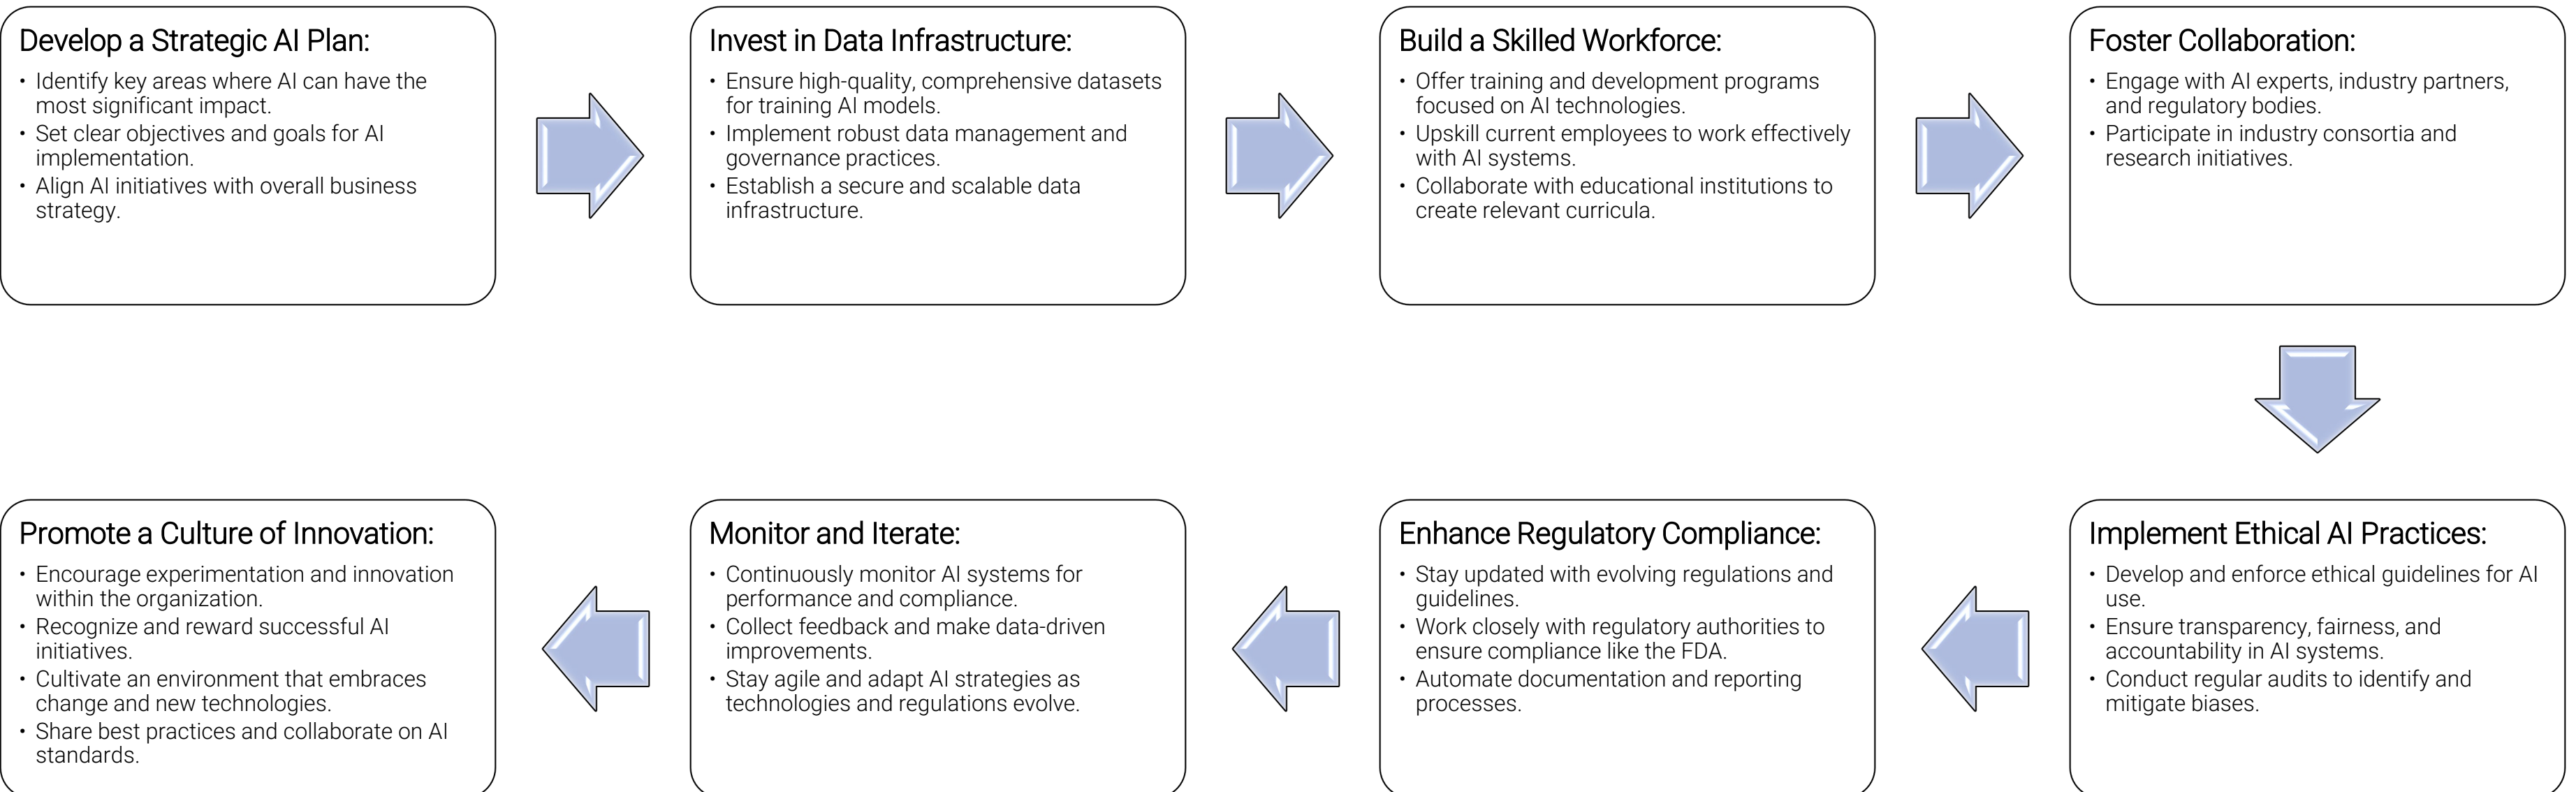 Develop a Strategic AI Plan:
• Identify key areas where AI can have the
most significant impact.
• Set clear objectives and goals for AI
implementation.
• Align AI initiatives with overall business
strategy.
Invest in Data Infrastructure:
• Ensure high-quality, comprehensive datasets
for training AI models.
• Implement robust data management and
governance practices.
• Establish a secure and scalable data
infrastructure.
Build a Skilled Workforce:
• Offer training and development programs
focused on AI technologies.
• Upskill current employees to work effectively
with AI systems.
• Collaborate with educational institutions to
create relevant curricula.
Foster Collaboration:
• Engage with AI experts, industry partners,
and regulatory bodies.
• Participate in industry consortia and
research initiatives.
Implement Ethical AI Practices:
• Develop and enforce ethical guidelines for AI
use.
• Ensure transparency, fairness, and
accountability in AI systems.
• Conduct regular audits to identify and
mitigate biases.
Enhance Regulatory Compliance:
• Stay updated with evolving regulations and
guidelines.
• Work closely with regulatory authorities to
ensure compliance like the FDA.
• Automate documentation and reporting
processes.
Monitor and Iterate:
• Continuously monitor AI systems for
performance and compliance.
• Collect feedback and make data-driven
improvements.
• Stay agile and adapt AI strategies as
technologies and regulations evolve.
Promote a Culture of Innovation:
• Encourage experimentation and innovation
within the organization.
• Recognize and reward successful AI
initiatives.
• Cultivate an environment that embraces
change and new technologies.
• Share best practices and collaborate on AI
standards.